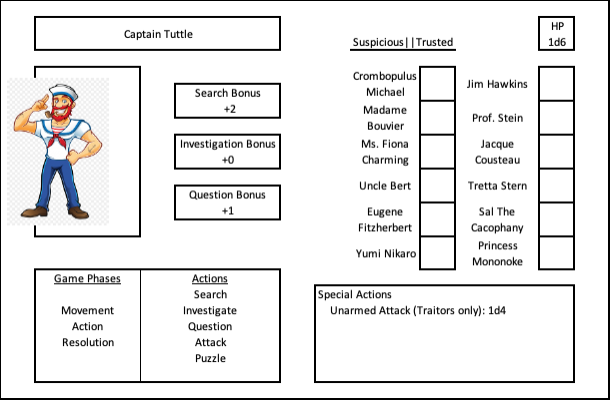 Captain Tuttle
Suspicious||Trusted
HP
1d6
Search Bonus
+2
Investigation Bonus
+0
Question Bonus
+1
Crombopulus
Michael
Madame
Bouvier
Ms. Fiona
Charming
Uncle Bert
Eugene
Fitzherbert
Yumi Nikaro
Jim Hawkins
Prof. Stein
Jacque
Cousteau
Tretta Stern
Sal The
Cacophany
Princess
Mononoke
Game Phases
Movement
Action
Resolution
Actions
Search
Investigate
Question
Attack
Puzzle
Special Actions
Unarmed Attack (Traitors only): 1d4